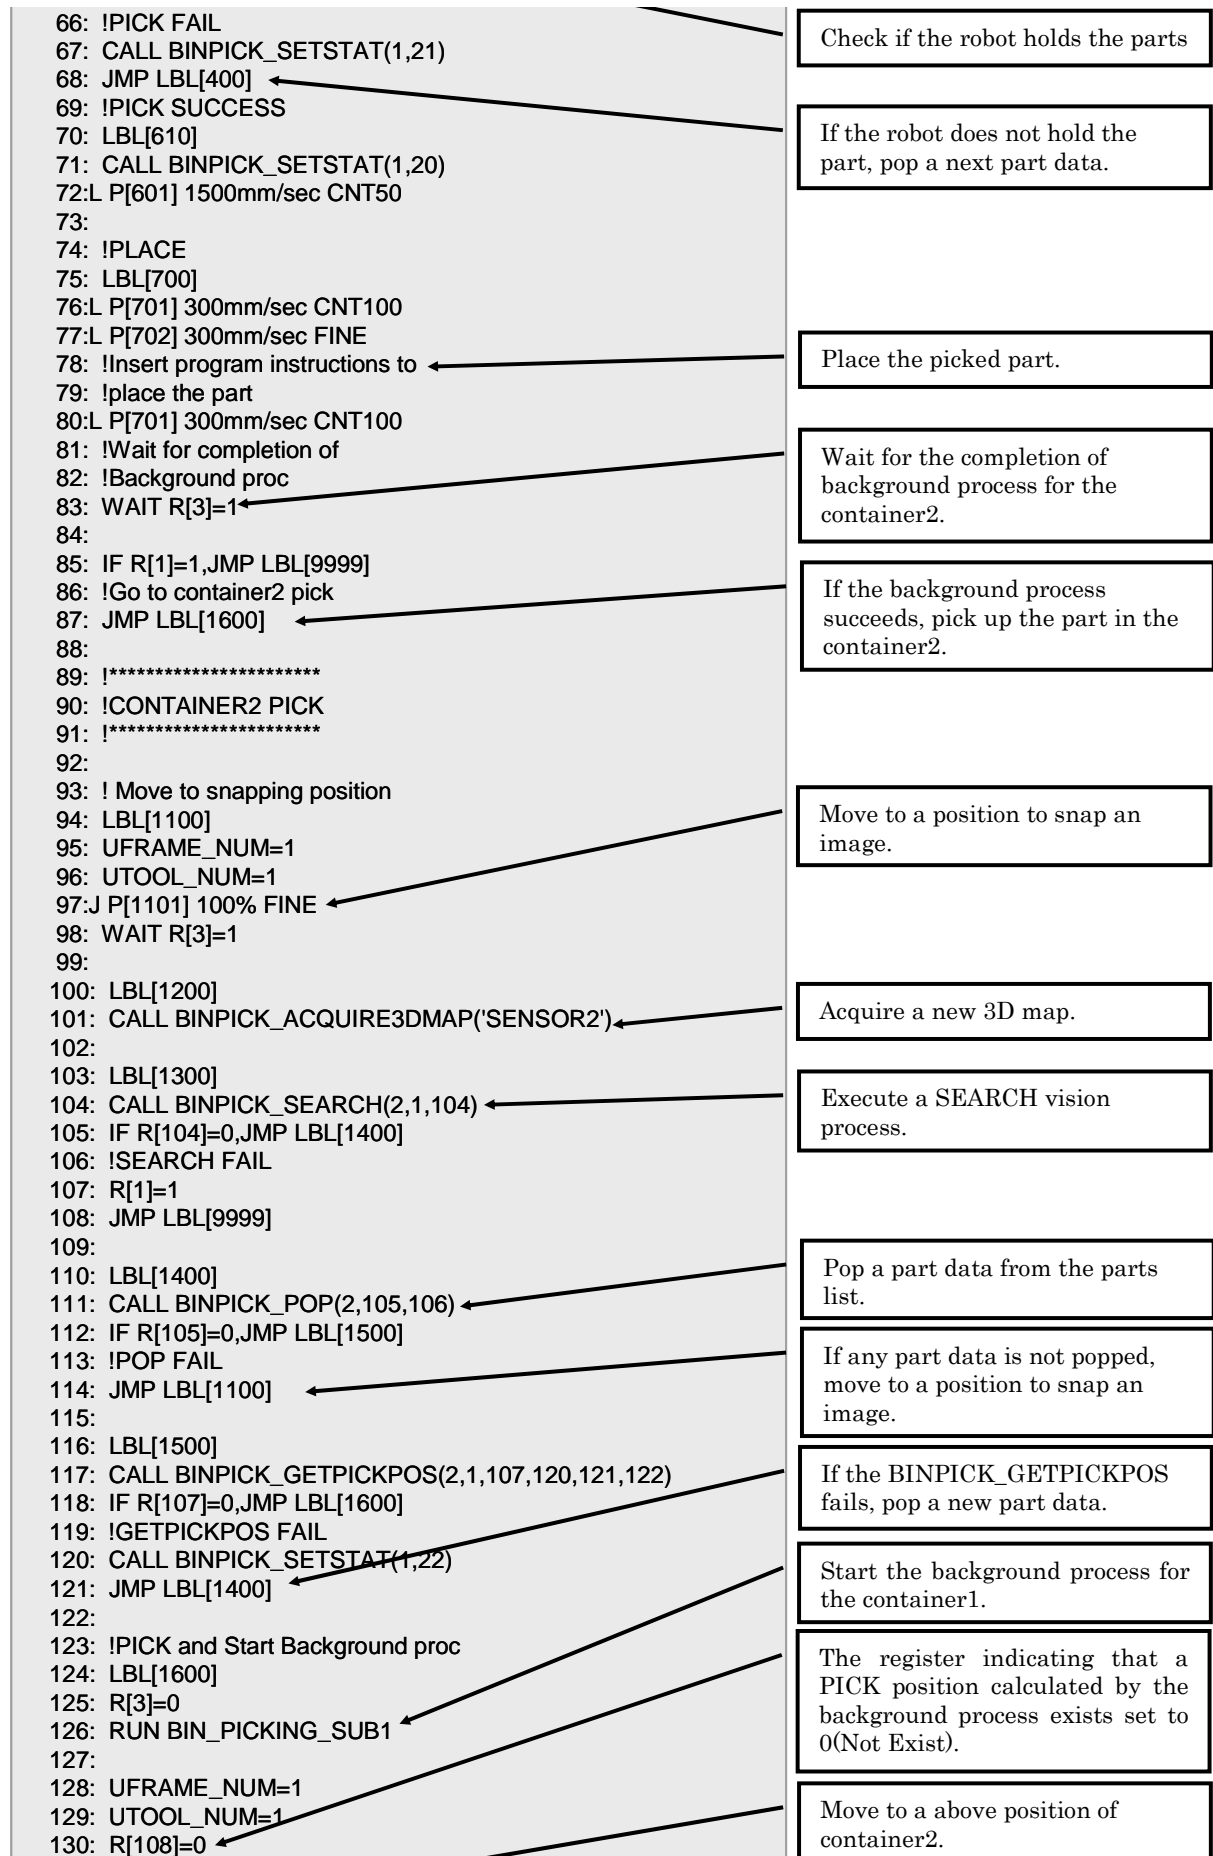 66: !PICK FAIL
67: CALL BINPICK_SETSTAT(1,21)
68: JMP LBL[400]
69: !PICK SUCCESS
70: LBL[610]
71: CALL BINPICK_SETSTAT(1,20)
72:L P[601] 1500mm/sec CNT50
73:
74: !PLACE
75: LBL[700]
76:L P[701] 300mm/sec CNT100
77:L P[702] 300mm/sec FINE
78: !Insert program instructions to
79: !place the part
80:L P[701] 300mm/sec CNT100
81: !Wait for completion of
82: !Background proc
83: WAIT R[3]=1
84:
85: IF R[1]=1,JMP LBL[9999]
86: !Go to container2 pick
87: JMP LBL[1600]
88:
89: !***********************
90: !CONTAINER2 PICK
91: !***********************
92:
93: ! Move to snapping position
94: LBL[1100]
95: UFRAME_NUM=1
96: UTOOL_NUM=1
97:J P[1101] 100% FINE
98: WAIT R[3]=1
99:
100: LBL[1200]
101: CALL BINPICK_ACQUIRE3DMAP('SENSOR2')
102:
103: LBL[1300]
104: CALL BINPICK_SEARCH(2,1,104)
105: IF R[104]=0,JMP LBL[1400]
106: !SEARCH FAIL
107: R[1]=1
108: JMP LBL[9999]
109:
110: LBL[1400]
111: CALL BINPICK_POP(2,105,106)
112: IF R[105]=0,JMP LBL[1500]
113: !POP FAIL
114: JMP LBL[1100]
115:
116: LBL[1500]
117: CALL BINPICK_GETPICKPOS(2,1,107,120,121,122)
118: IF R[107]=0,JMP LBL[1600]
119: !GETPICKPOS FAIL
120: CALL BINPICK_SETSTAT(1,22)
121: JMP LBL[1400]
122:
123: !PICK and Start Background proc
124: LBL[1600]
125: R[3]=0
126: RUN BIN_PICKING_SUB1
127:
128: UFRAME_NUM=1
129: UTOOL_NUM=1
130: R[108]=0
Check if the robot holds the parts
If the robot does not hold the
part, pop a next part data.
Place the picked part.
Wait for the completion of
background process for the
container2.
If the background process
succeeds, pick up the part in the
container2.
Move to a position to snap an
image.
Acquire a new 3D map.
Execute a SEARCH vision
process.
Pop a part data from the parts
list.
If any part data is not popped,
move to a position to snap an
image.
If the BINPICK_GETPICKPOS
fails, pop a new part data.
Start the background process for
the container1.
The register indicating that a
PICK position calculated by the
background process exists set to
0(Not Exist).
Move to a above position of
container2.